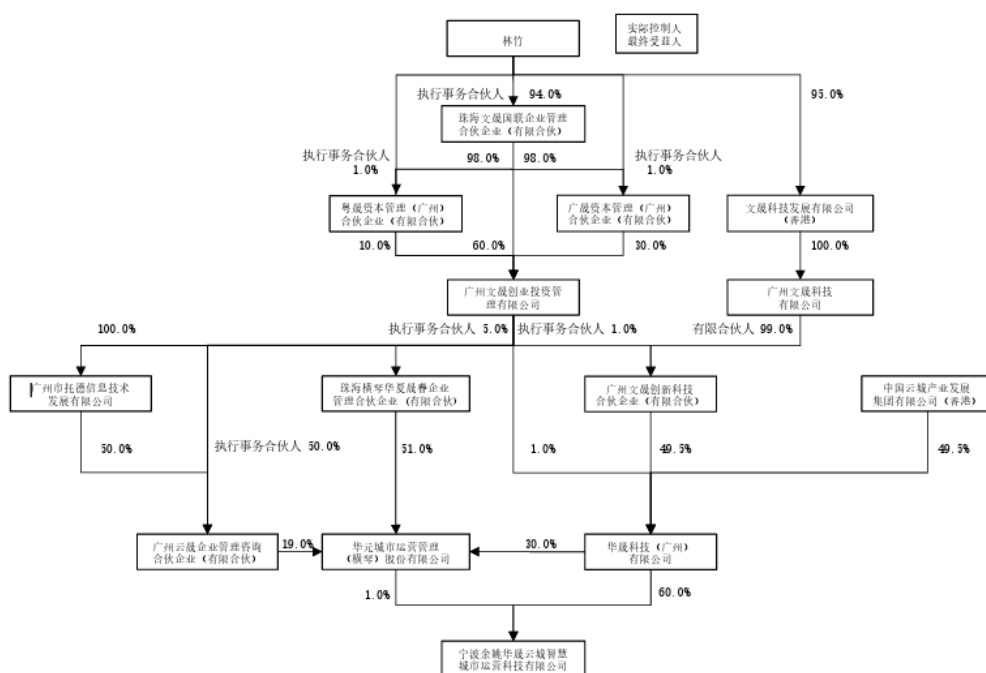 林竹
实际控制人
最终受益人
执行事务合伙人 94.0%
95.0%
珠海文晟国联企业管理
合伙企业(有限合伙)
执行事务合伙人
1.0%
98.0%
98.0%
执行事务合伙人
1.0%
粤晟资本管理(广州)
合伙企业(有限合伙)
广晟资本管理(广州)
合伙企业(有限合伙)
文晟科技发展有限公司
(香港)
10.0%
60.0%
30.0%
100.0%
广州文晟创业投资管
理有限公司
广州文晟科技
有限公司
100.0%
执行事务合伙人 5.0%
执行事务合伙人 1.0%
有限合伙人 99.0%
广州市托德信息技术
发展有限公司
珠海横琴华夏晟睿企业
管理合伙企业(有限合伙)
广州文晟创新科技
合伙企业(有限合伙)
中国云城产业发展
集团有限公司(香港)
50.0%
执行事务合伙人 50.0%
51.0%
1.0%
49.5%
49.5%
广州云晟企业管理咨询
合伙企业(有限合伙)
19.0%
华元城市运营管理
(横琴)股份有限公司
30.0%
华晟科技(广州)
有限公司
1.0%
60.0%
宁波余姚华晟云城智慧
城市运营科技有限公司